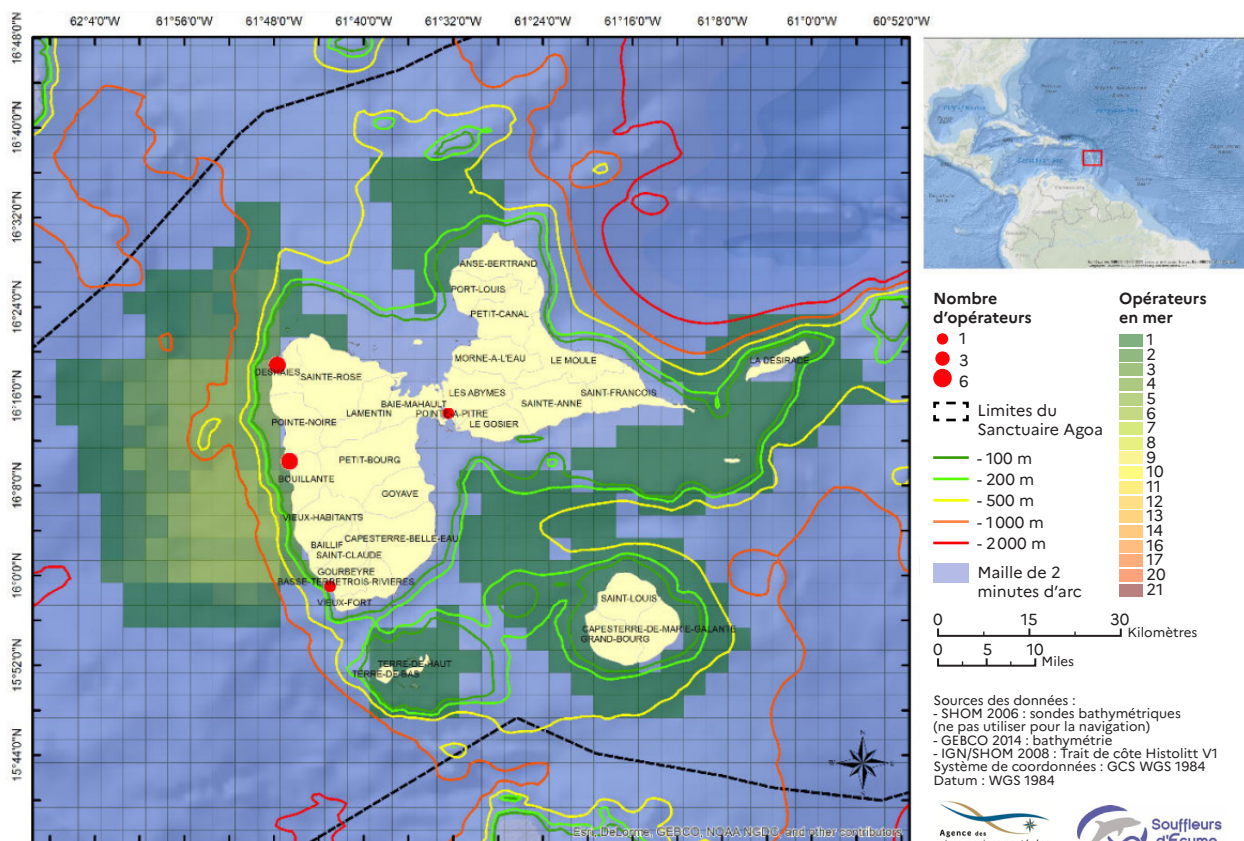 62°4'0"W 61°56'0"W 61°48'0"W 61°40'0"W 61°32'0"W 61°24'0"W 61°16'0"W 61°8'0"W 61°0'0"W 60°52'0"W
16°48'0"N
16°40'0"N
16°32'0"N
16°24'0"N
16°16'0"N
16°8'0"N
16°0'0"N
15°52'0"N
15°44'0"N
ANSE-BERTRAND
PORT-LOUIS
PETIT-CANAL
MORNE-A-L'EAU
LE MOULE
LA DESIRADE
DESHAIES
SAINTE-ROSE
LES ABYMES
SAINT-FRANCOIS
BAIE-MAHAULT
SAINTE-ANNE
LAMENTIN
POINTE-A-PITRE
POINTE-NOIRE
LE GOSIER
PETIT-BOURG
BOUILLANTE
GOYAVE
VIEUX-HABITANTS
CAPESTERRE-BELLE-EAU
BAILLIF
SAINT-CLAUDE
GOURBEYRE
BASSE-TERRE
TROIS-RIVIERES
VIEUX-FORT
SAINT-LOUIS
CAPESTERRE-DE-MARIE-GALANTE
GRAND-BOURG
TERRE-DE-HAUT
TERRE-DE-BAS
Esri, DeLorme, GEBCO, NOAA NGDC, and other contributors
Nombre
d'opérateurs
1
3
6
Limites du
Sanctuaire Agoa
- 100 m
- 200 m
- 500 m
- 1000 m
- 2000 m
Maille de 2
minutes d'arc
Opérateurs
en mer
1
2
3
4
5
6
7
8
9
10
11
12
13
14
16
17
20
21
0 15 30
Kilomètres
0 5 10
Miles
Sources des données :
- SHOM 2006 : sondes bathymétriques
(ne pas utiliser pour la navigation)
- GEBCO 2014 : bathymétrie
- IGN/SHOM 2008 : Trait de côte Histolitt V1
Système de coordonnées : GCS WGS 1984
Datum : WGS 1984
Agence des
Souffleurs
d'Écume